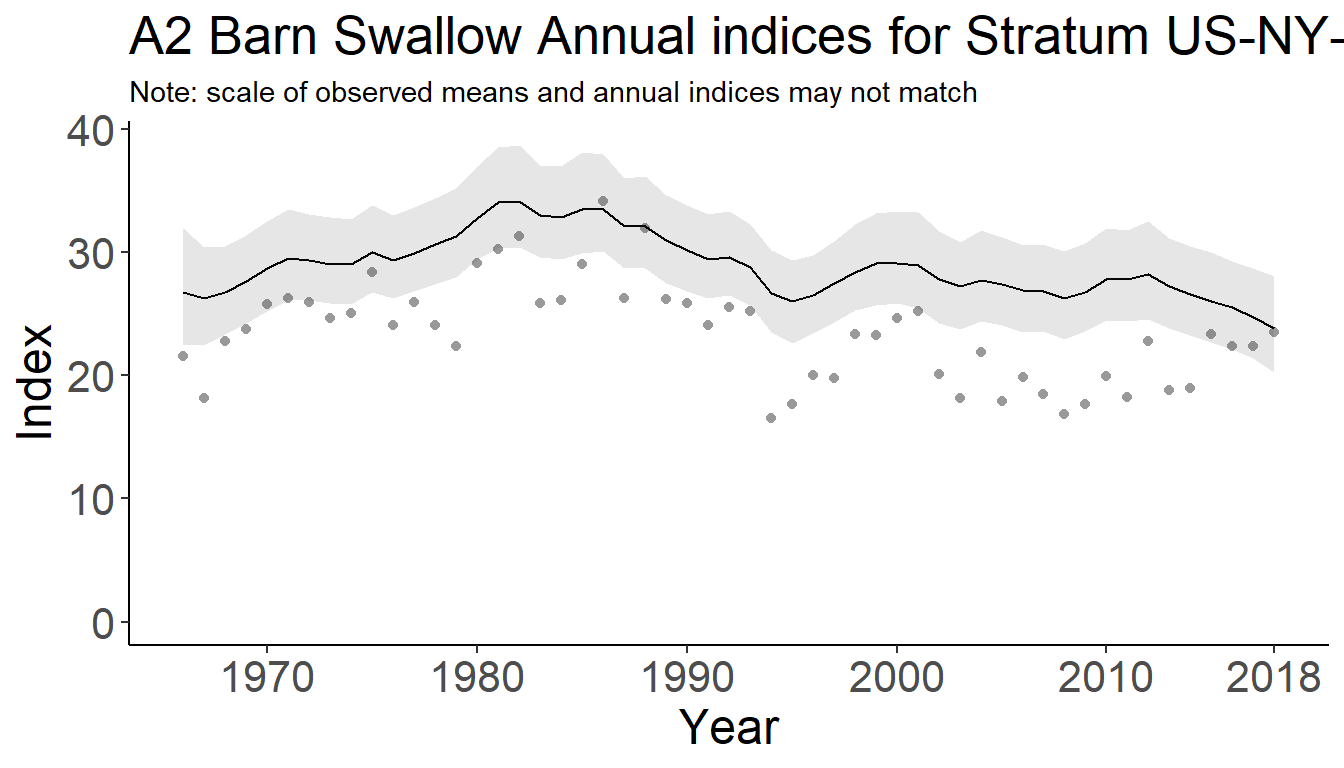 A2 Barn Swallow Annual indices for Stratum US-NY-
Note: scale of observed means and annual indices may not match
40
30
20
10
0
Index
1970 1980 1990 2000 2010 2018
Year